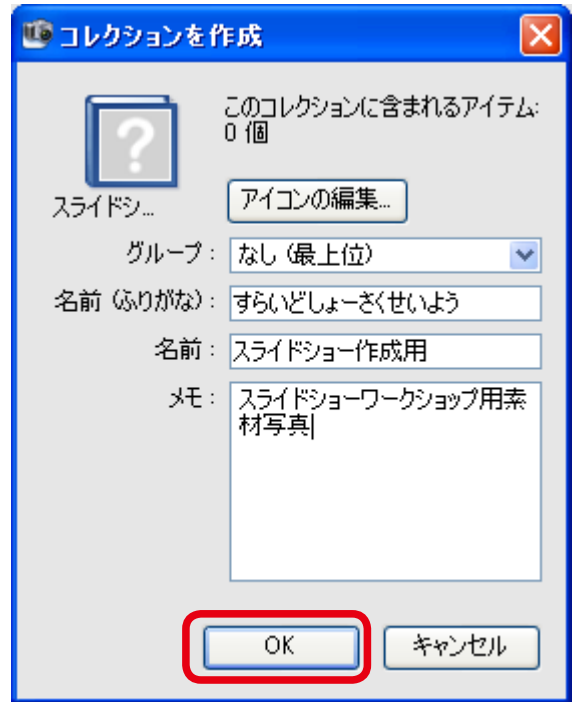 コレクションを作成
このコレクションに含まれるアイテム:
0 個
スライドシ...
アイコンの編集...
グループ: なし (最上位)
名前 (ふりがな): すらいどしょーさくせいよう
名前: スライドショー作成用
メモ: スライドショーワークショップ用素
材写真
OK キャンセル